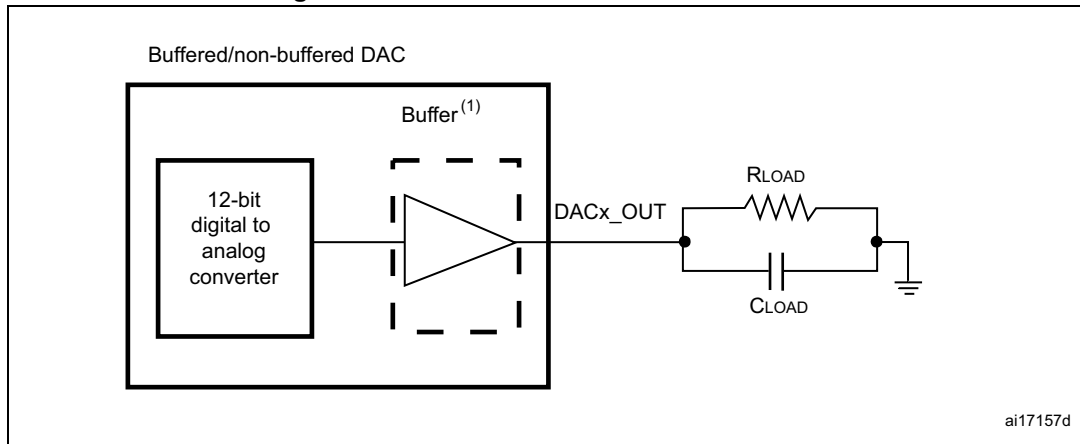 Buffered/non-buffered DAC
Buffer(1)
12-bit
digital to
analog
converter
DACx_OUT
RLOAD
CLOAD
ai17157d